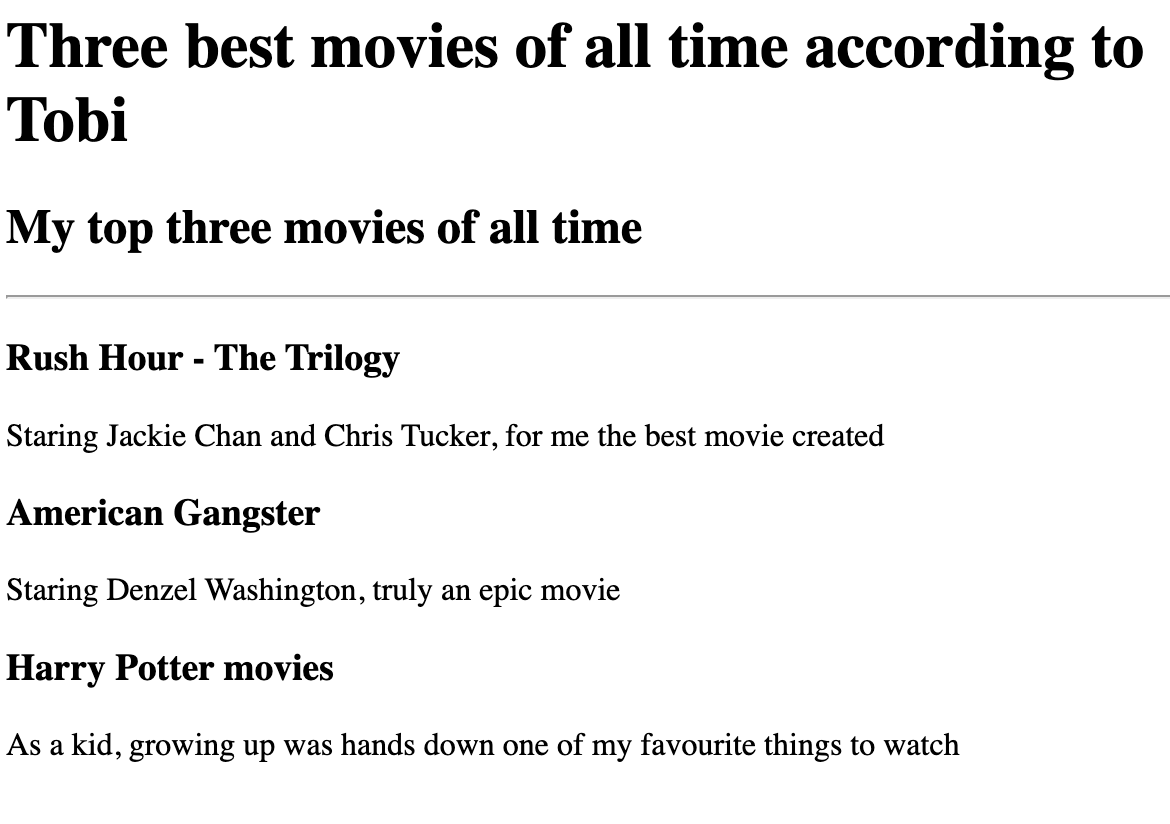 Three best movies of all time according to
Tobi
My top three movies of all time
Rush Hour - The Trilogy
Staring Jackie Chan and Chris Tucker, for me the best movie created
American Gangster
Staring Denzel Washington, truly an epic movie
Harry Potter movies
As a kid, growing up was hands down one of my favourite things to watch